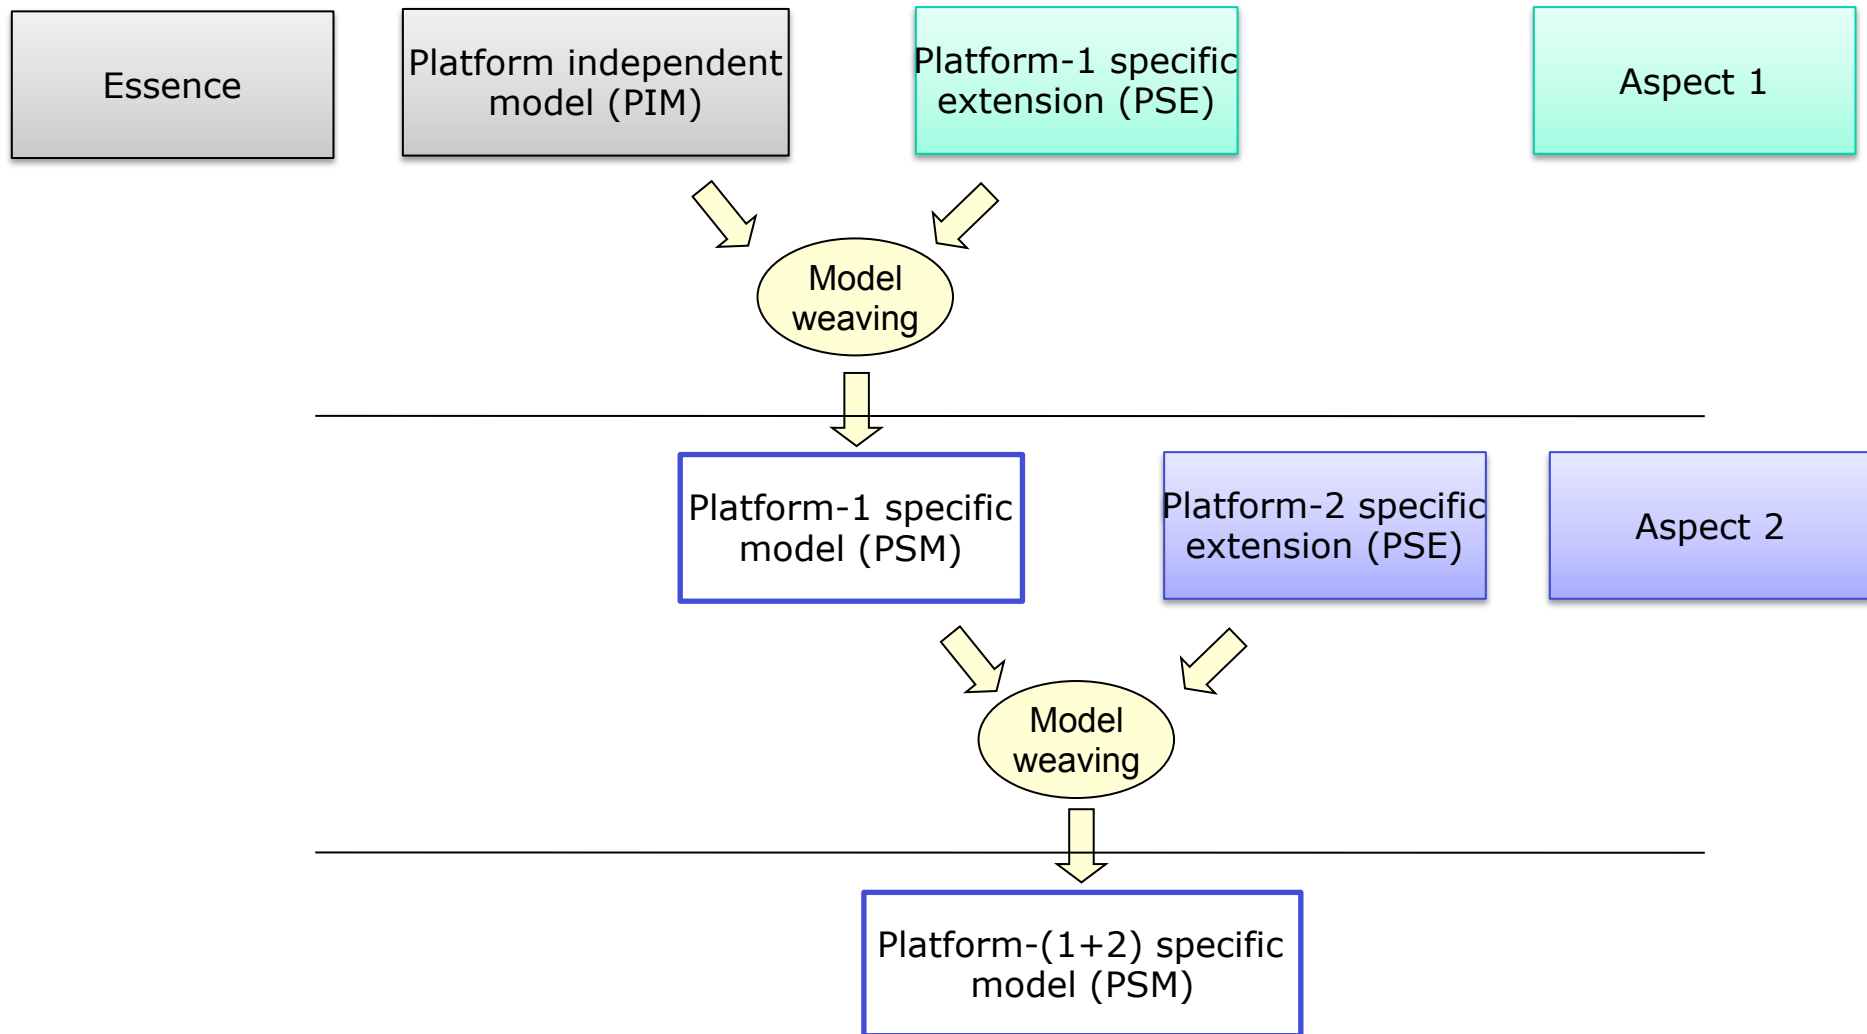 Essence
Platform independent
model (PIM)
Platform-1 specific
extension (PSE)
Aspect 1
Model
weaving
Platform-1 specific
model (PSM)
Platform-2 specific
extension (PSE)
Aspect 2
Model
weaving
Platform-(1+2) specific
model (PSM)